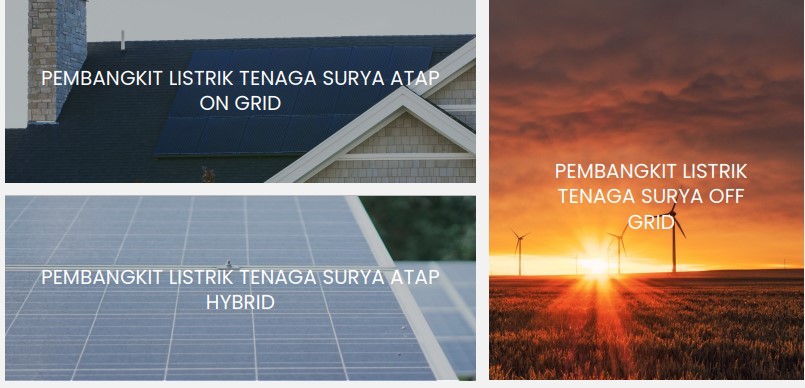 PEMBANGKIT LISTRIK TENAGA SURYA ATAP
ON GRID
PEMBANGKIT LISTRIK TENAGA SURYA ATAP
HYBRID
PEMBANGKIT LISTRIK
TENAGA SURYA OFF
GRID